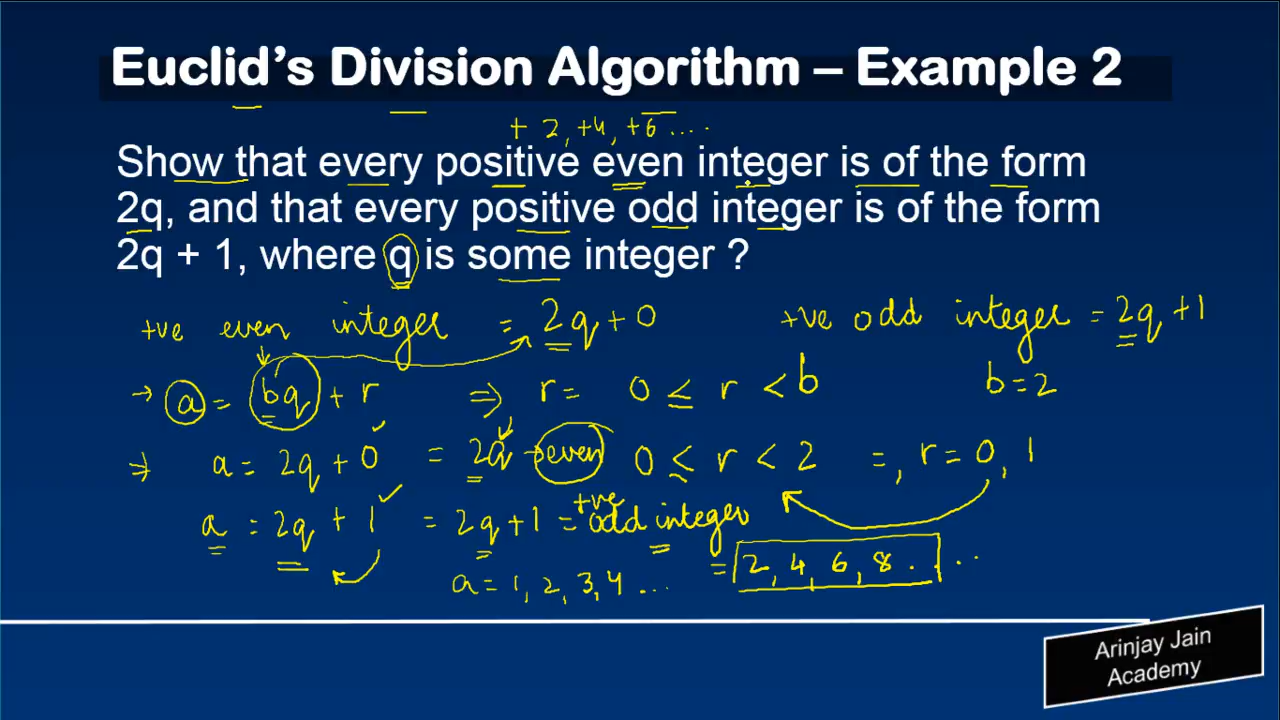 Euclid's Division Algorithm – Example 2
+ 2, +4, +6 ....
Show that every positive even integer is of the form
2q, and that every positive odd integer is of the form
2q + 1, where q is some integer ?
+ve even integer = 2q + 0
+ve odd integer = 2q + 1
→ a = bq + r ⇒ r = 0 ≤ r < b
b = 2
⇒ a = 2q + 0 = 2q → even 0 ≤ r < 2 =, r = 0, 1
a = 2q + 1 = 2q + 1 = +ve odd integer
= 2, 4, 6, 8 . . . .
a = 1, 2, 3, 4 ...
Arinjay Jain
Academy